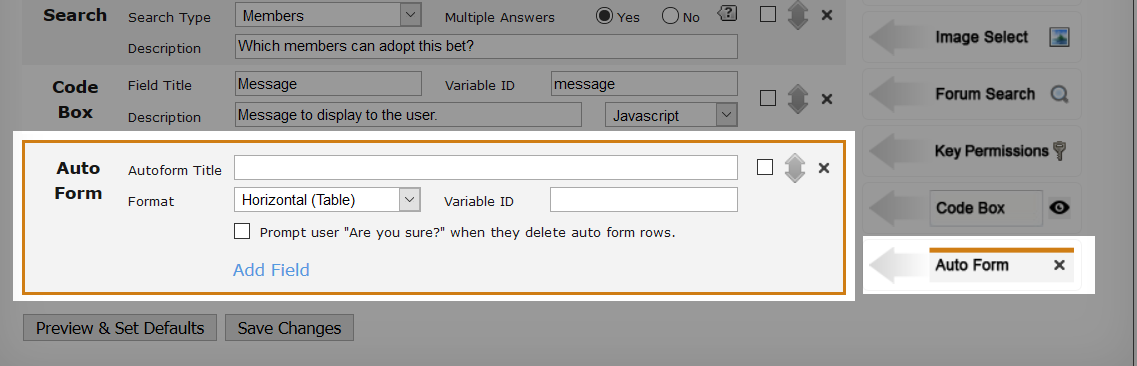 Search
Search Type Members Multiple Answers Yes No ?
Description Which members can adopt this bet?
Code Box
Field Title Message Variable ID message
Description Message to display to the user. Javascript
Auto Form
Autoform Title
Format Horizontal (Table) Variable ID
Prompt user "Are you sure?" when they delete auto form rows.
Add Field
Preview & Set Defaults Save Changes
Image Select
Forum Search
Key Permissions
Code Box
Auto Form